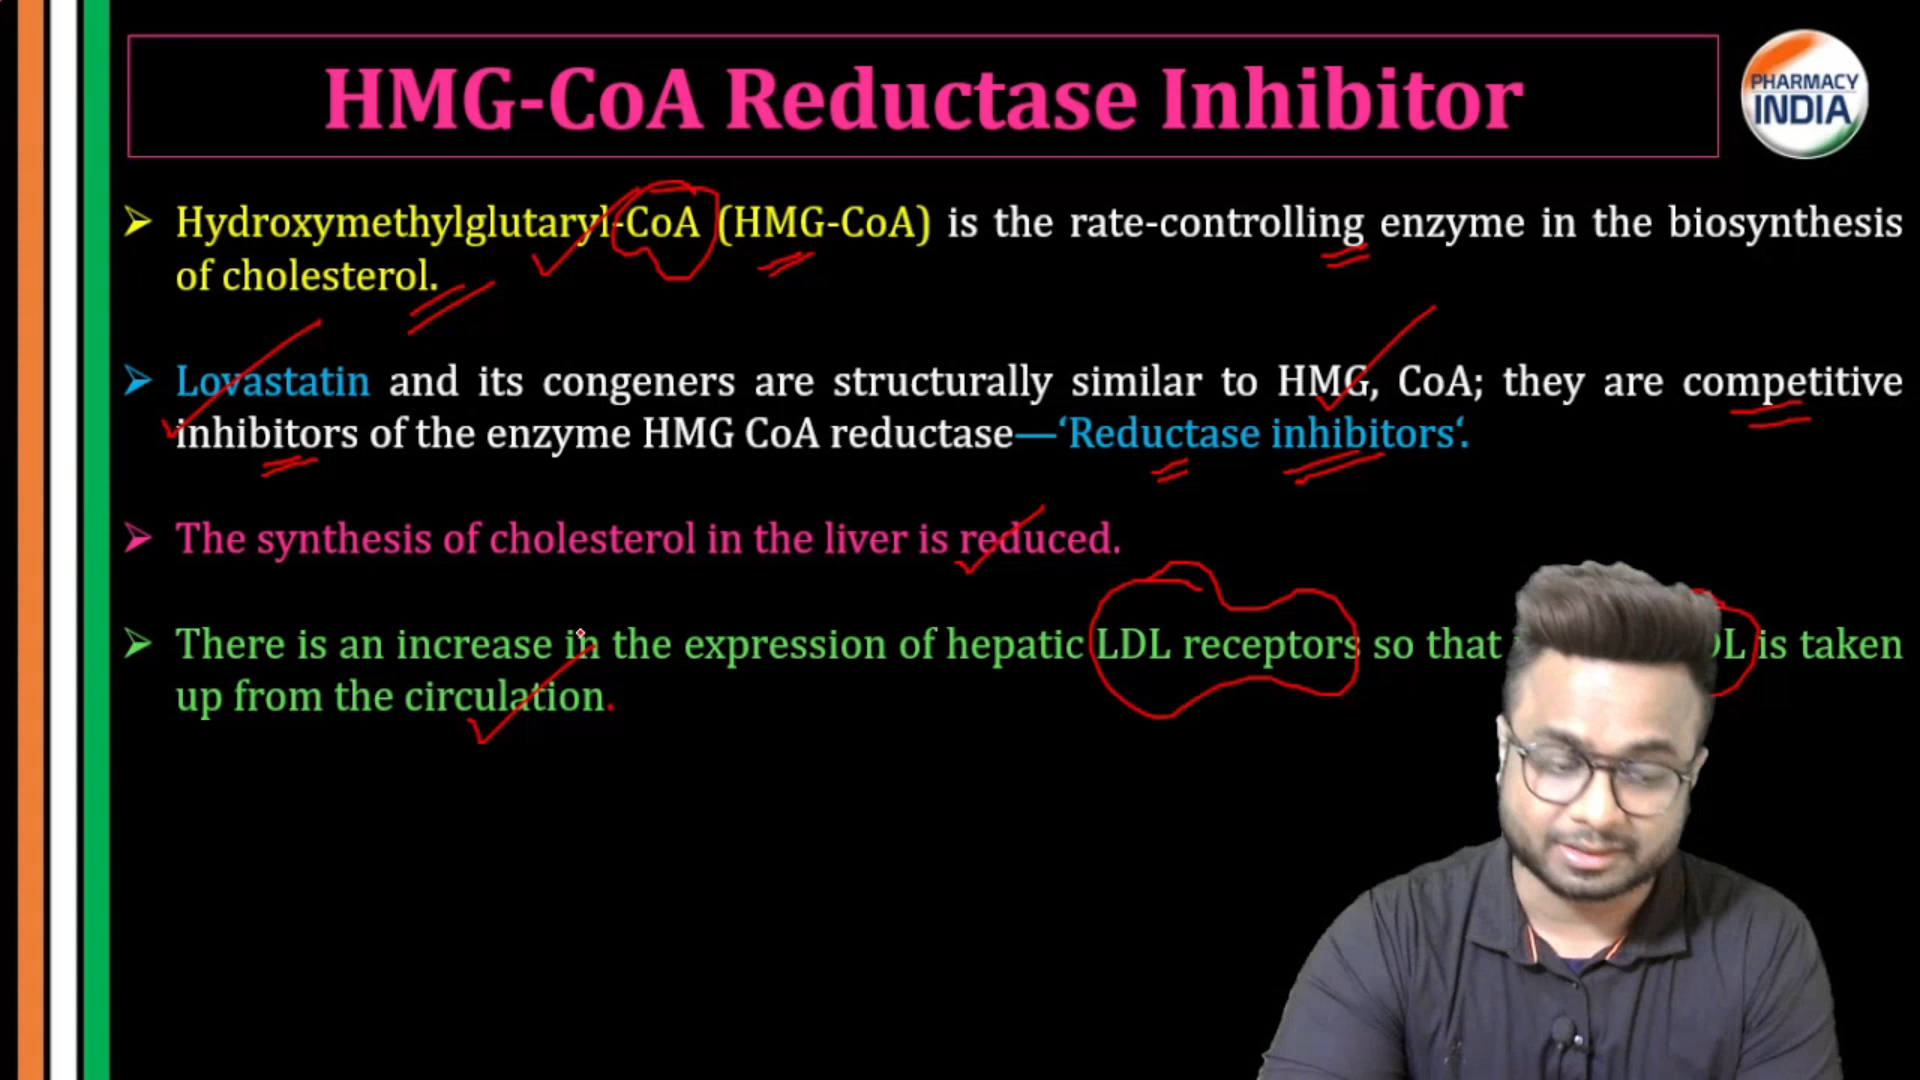 HMG-CoA Reductase Inhibitor
PHARMACY
INDIA
➢ Hydroxymethylglutaryl-CoA (HMG-CoA) is the rate-controlling enzyme in the biosynthesis
of cholesterol.
➢ Lovastatin and its congeners are structurally similar to HMG, CoA; they are competitive
inhibitors of the enzyme HMG CoA reductase—‘Reductase inhibitors‘.
➢ The synthesis of cholesterol in the liver is reduced.
➢ There is an increase in the expression of hepatic LDL receptors so that is taken
up from the circulation.